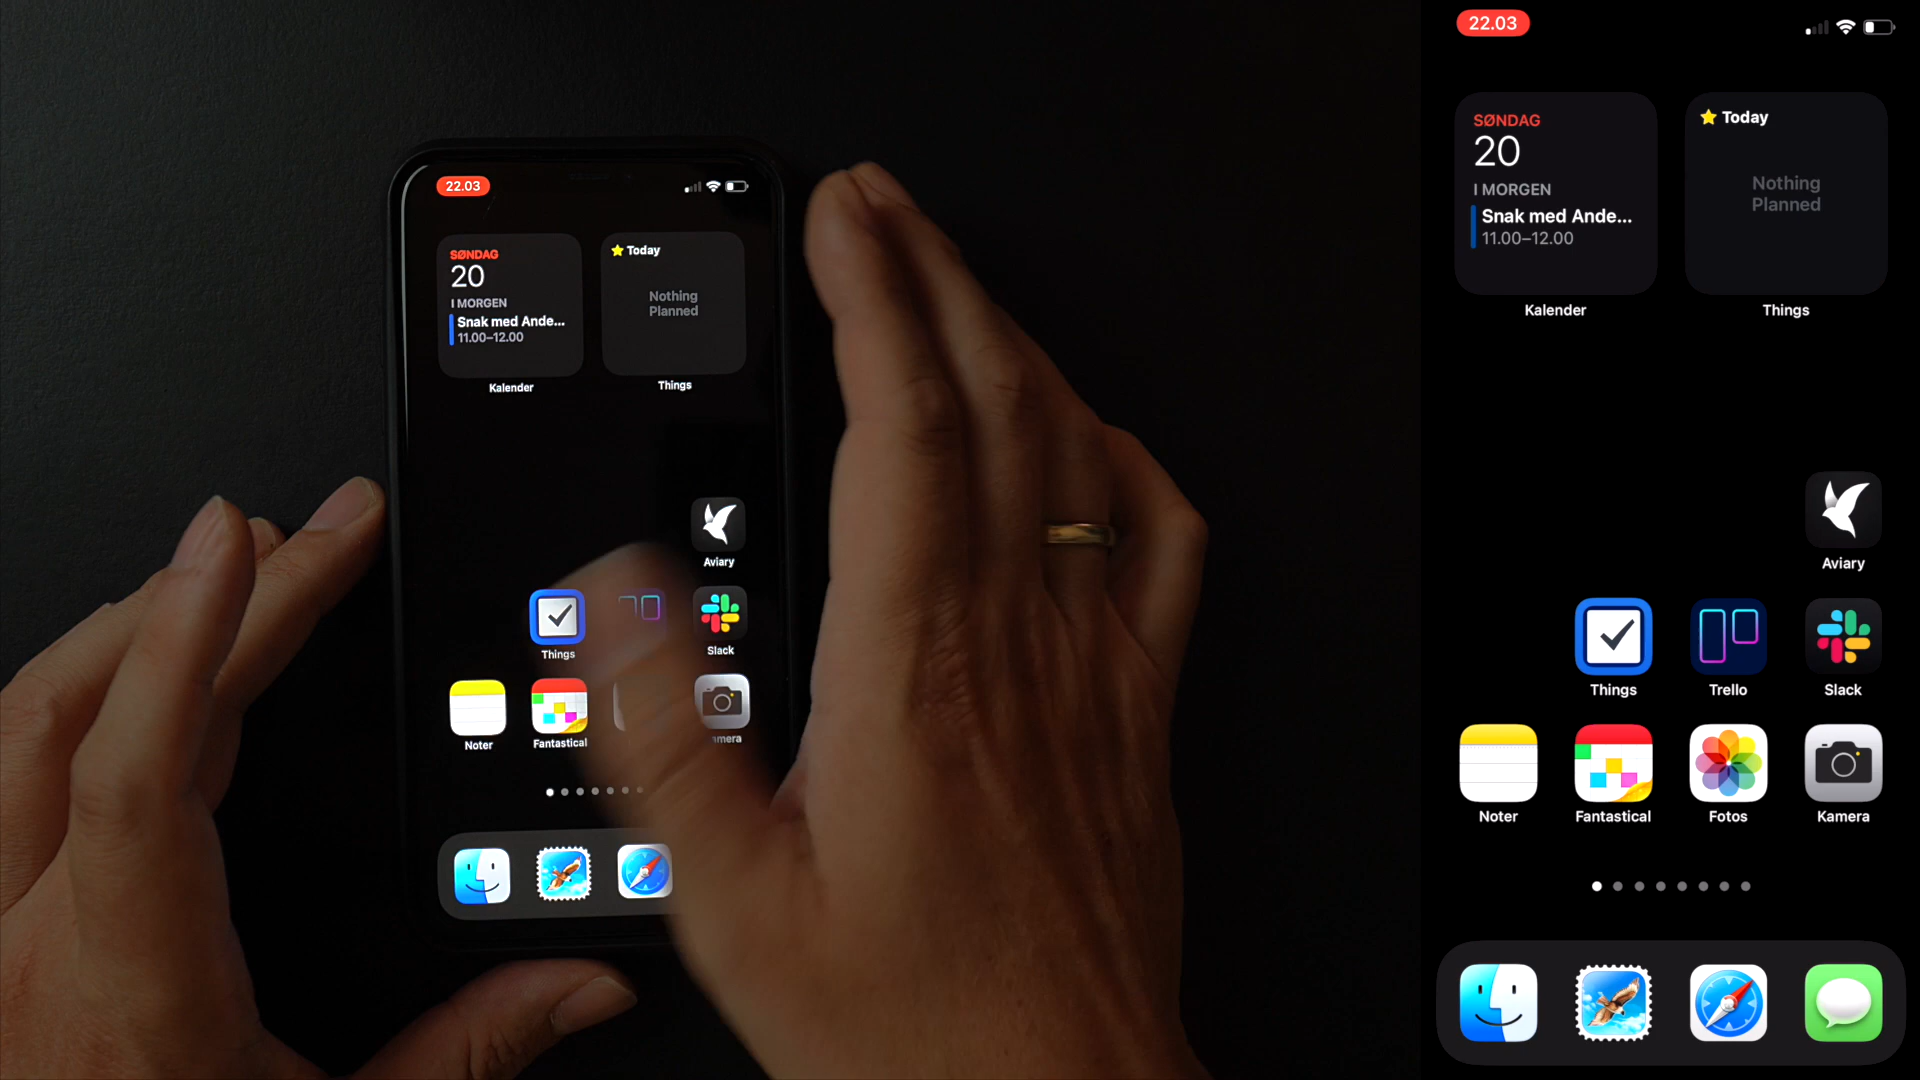 22.03
SØNDAG
20
I MORGEN
Snak med Ande...
11.00–12.00
Kalender
Today
Nothing
Planned
Things
Aviary
Things
Slack
Noter
Fantastical
mera
22.03
SØNDAG
20
I MORGEN
Snak med Ande...
11.00–12.00
Kalender
Today
Nothing
Planned
Things
Aviary
Things
Trello
Slack
Noter
Fantastical
Fotos
Kamera